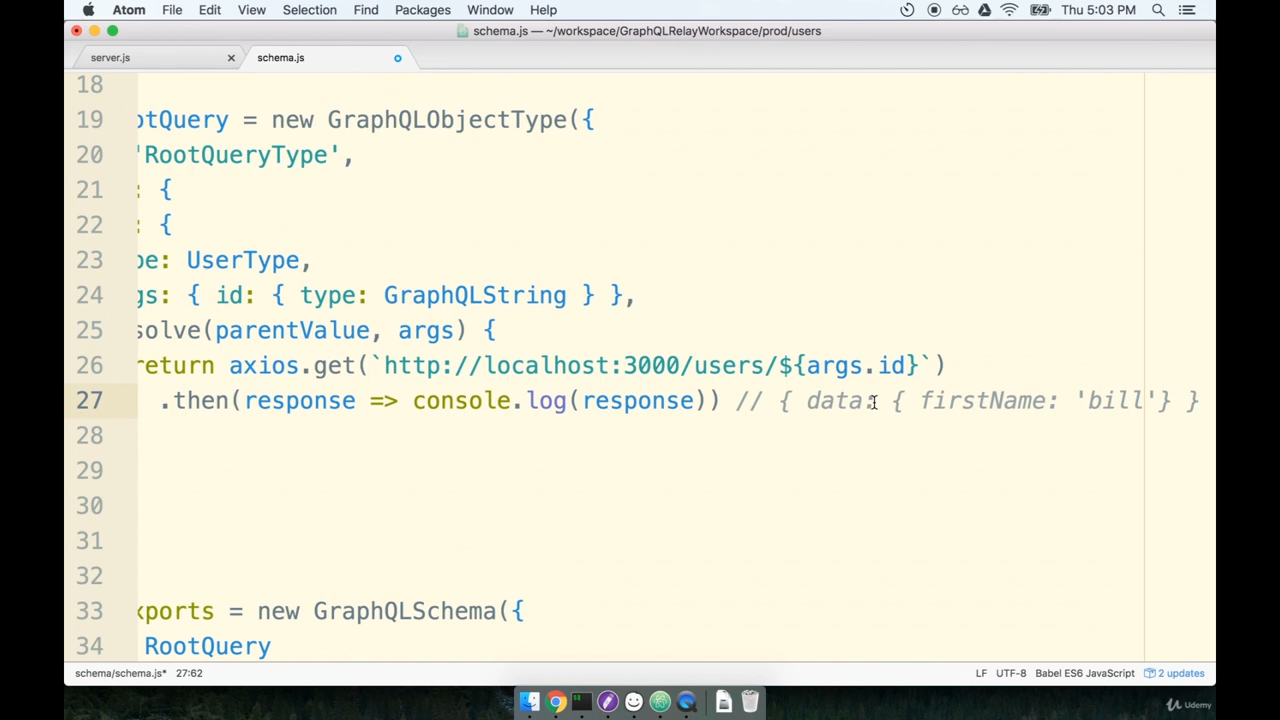 Atom File Edit View Selection Find Packages Window Help Thu 5:03 PM
schema.js — ~/workspace/GraphQLRelayWorkspace/prod/users
server.js schema.js
18
19 otQuery = new GraphQLObjectType({
20 'RootQueryType',
21 : {
22 : {
23 pe: UserType,
24 gs: { id: { type: GraphQLString } },
25 solve(parentValue, args) {
26 return axios.get(`http://localhost:3000/users/${args.id}`)
27 .then(response => console.log(response)) // { data: { firstName: 'bill'} }
28
29
30
31
32
33 xports = new GraphQLSchema({
34 RootQuery
schema/schema.js* 27:62 LF UTF-8 Babel ES6 JavaScript 2 updates
Udemy